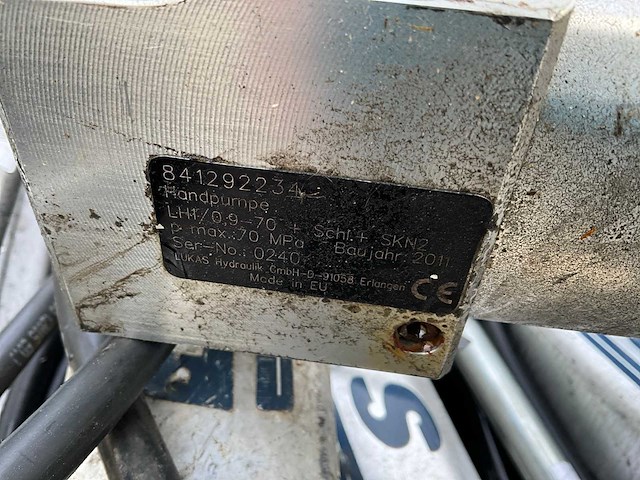 841292234
Handpumpe
LH1/0.9-70 + Schl.+ SKN2
p max.:70 MPa Baujahr: 2011
Ser-No.: 0240
LUKAS Hydraulik GmbH-D-91058 Erlangen
Made in EU
CE
S